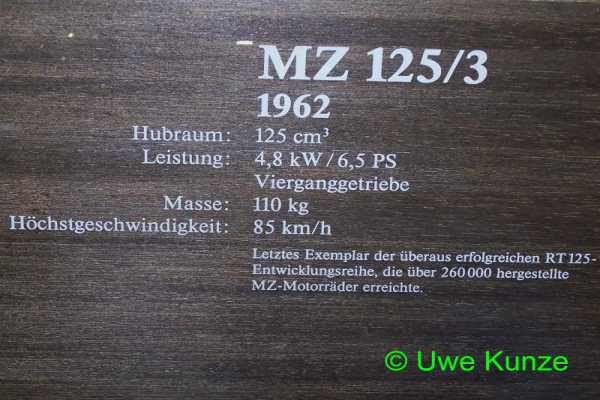 MZ 125/3
1962
Hubraum: 125 cm³
Leistung: 4,8 kW/6,5 PS
Vierganggetriebe
Masse: 110 kg
Höchstgeschwindigkeit: 85 km/h
Letztes Exemplar der überaus erfolgreichen RT 125-
Entwicklungsreihe, die über 260 000 hergestellte
MZ-Motorräder erreichte.
© Uwe Kunze